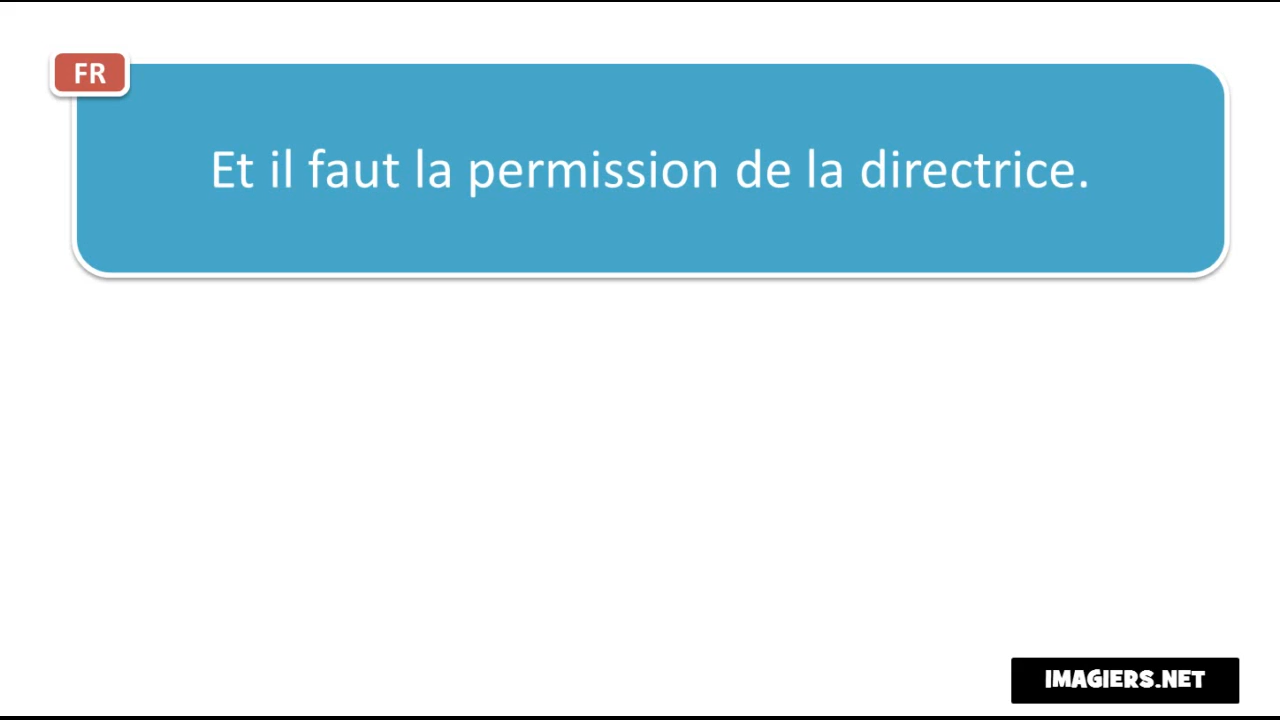 FR
Et il faut la permission de la directrice.
IMAGIERS.NET